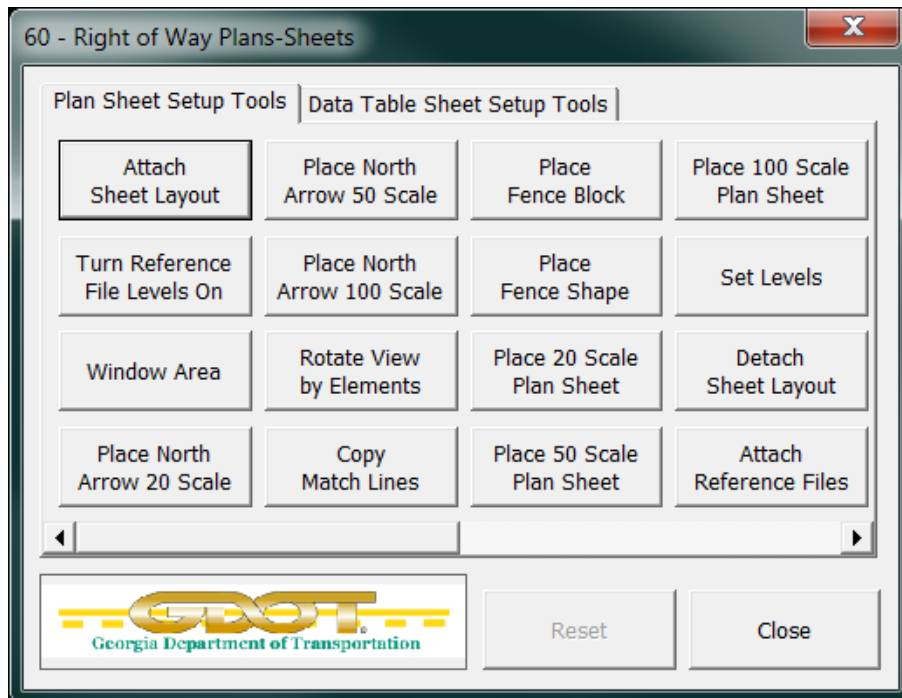 60 - Right of Way Plans-Sheets
X
Plan Sheet Setup Tools
Data Table Sheet Setup Tools
Attach
Sheet Layout
Place North
Arrow 50 Scale
Place
Fence Block
Place 100 Scale
Plan Sheet
Turn Reference
File Levels On
Place North
Arrow 100 Scale
Place
Fence Shape
Set Levels
Window Area
Rotate View
by Elements
Place 20 Scale
Plan Sheet
Detach
Sheet Layout
Place North
Arrow 20 Scale
Copy
Match Lines
Place 50 Scale
Plan Sheet
Attach
Reference Files
GDOT®
Georgia Department of Transportation
Reset
Close